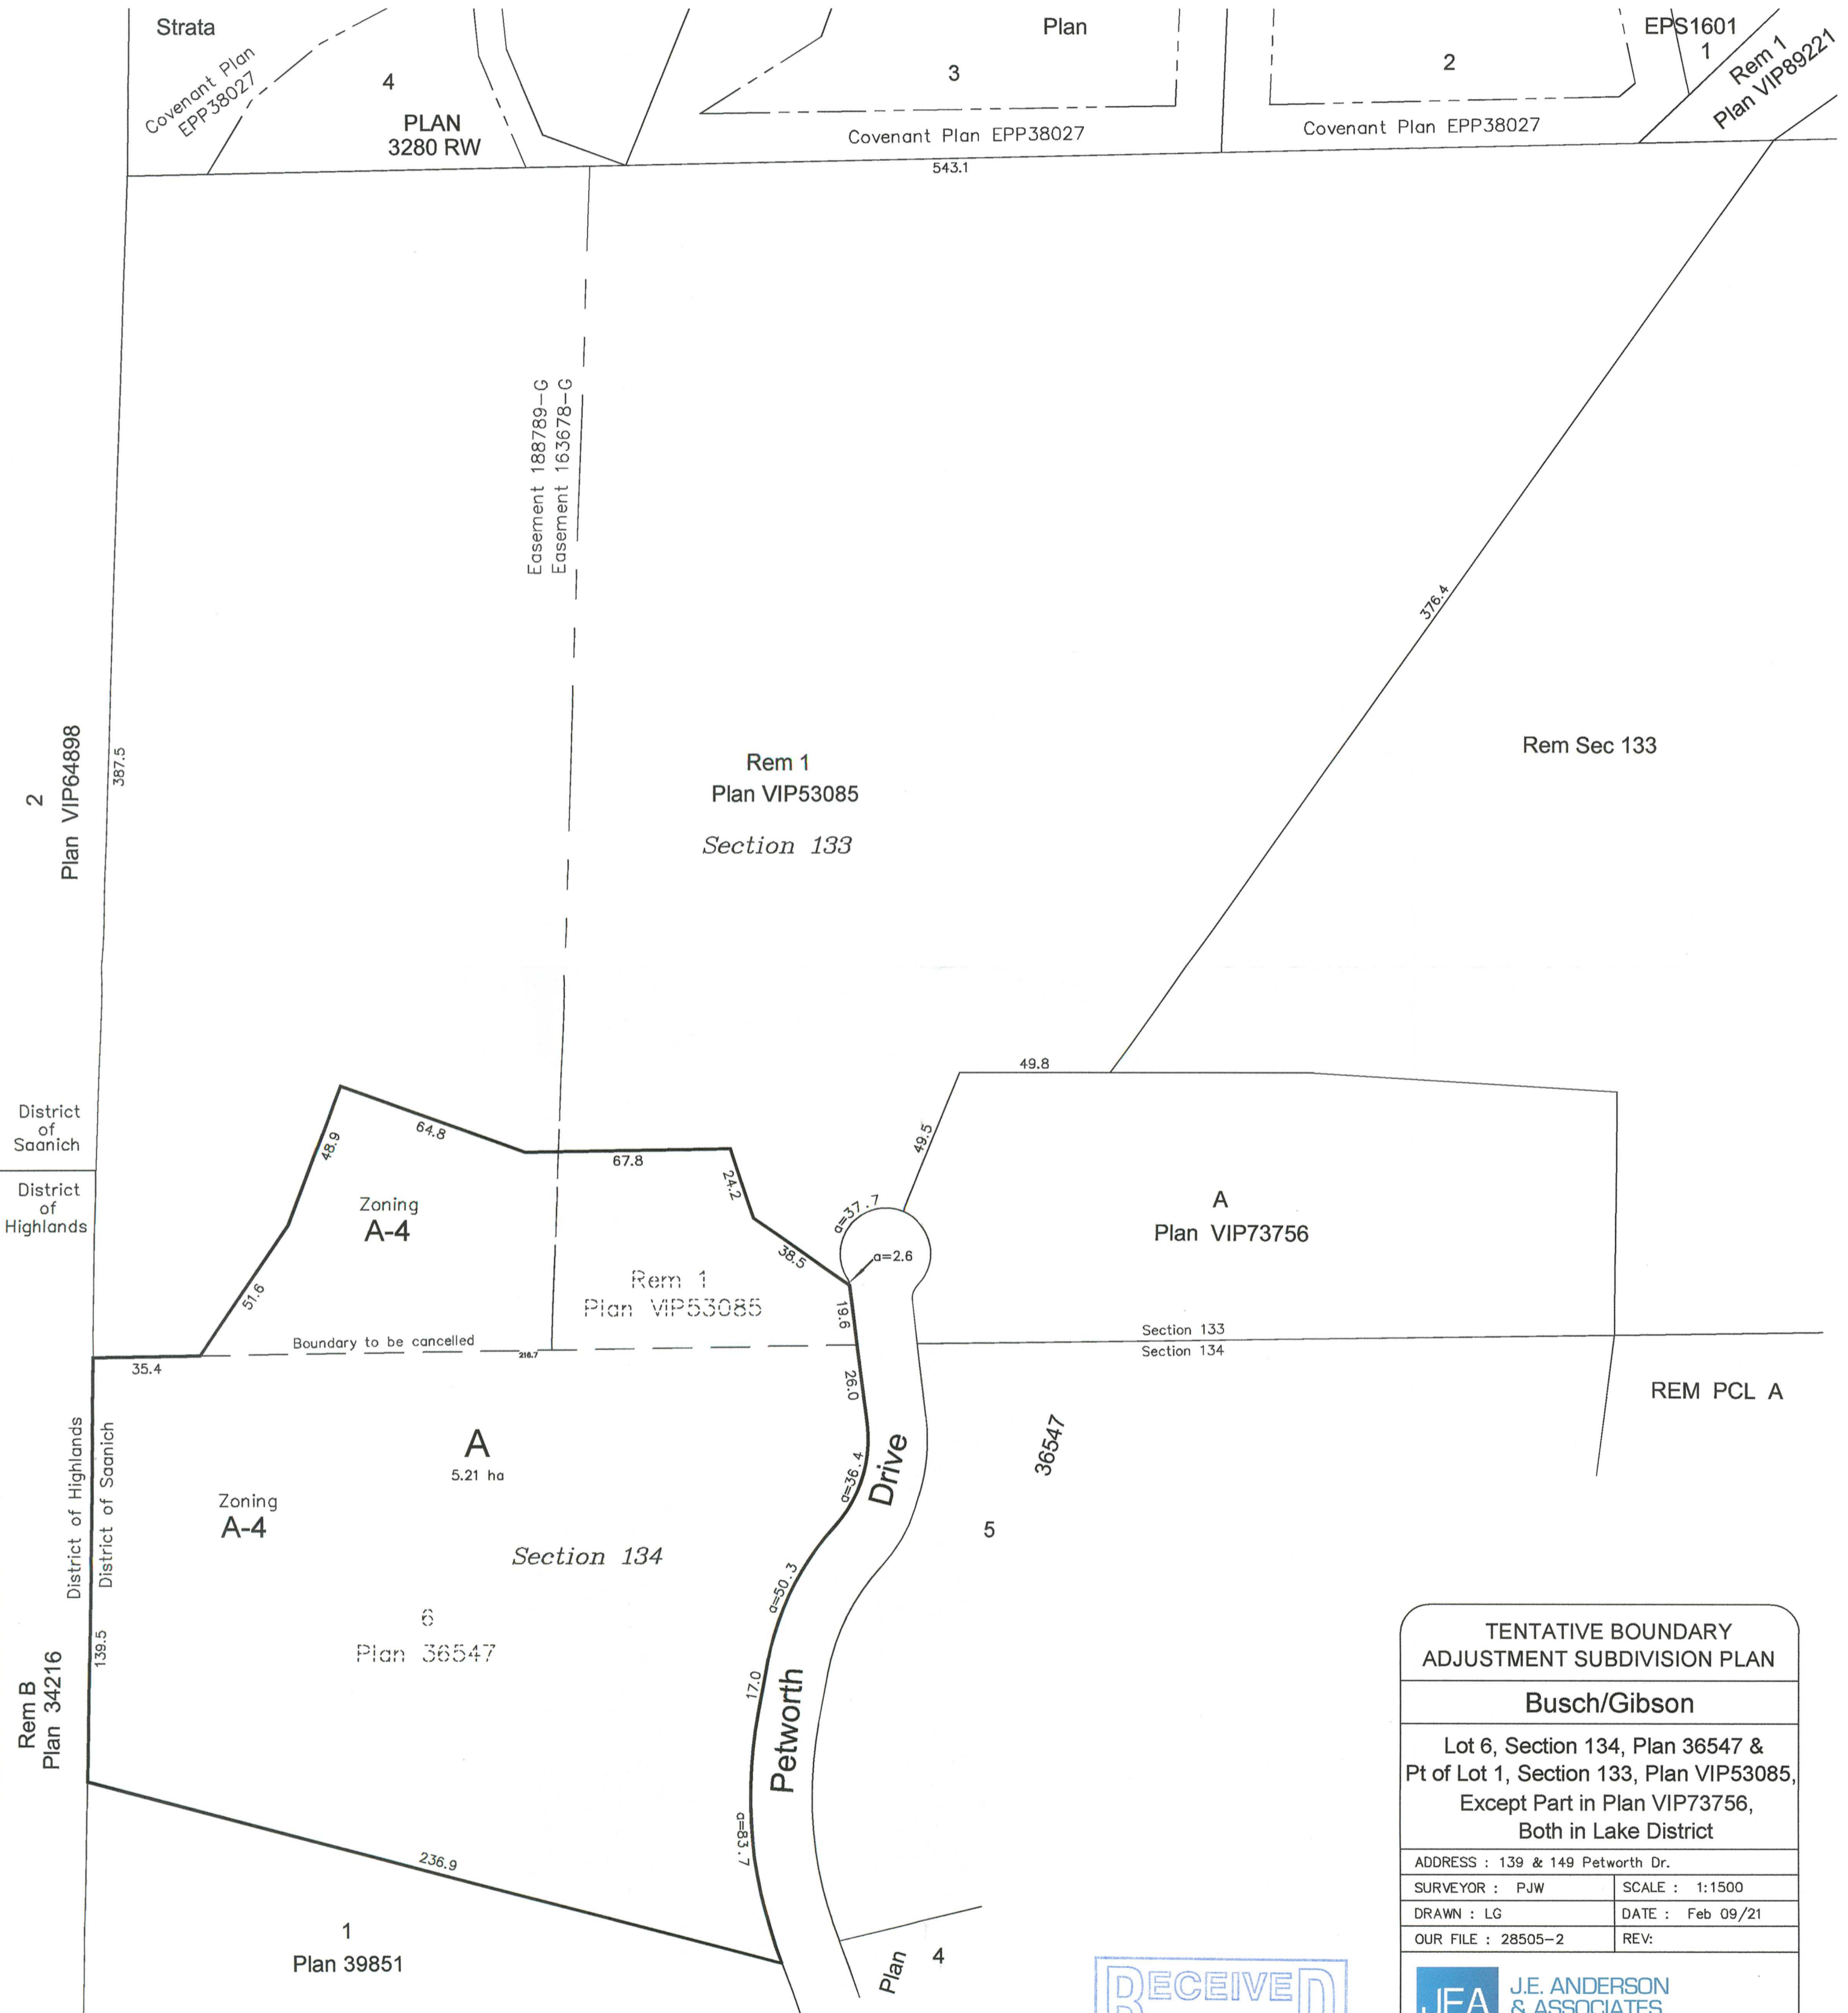 Strata
Plan
EPS1601
Covenant Plan
EPP38027
4
PLAN
3280 RW
3
Covenant Plan EPP38027
2
Covenant Plan EPP38027
1
Rem 1
Plan VIP89221
543.1
Easement 188789-G
Easement 163678-G
376.4
2
Plan VIP64898
387.5
Rem 1
Plan VIP53085
Section 133
Rem Sec 133
49.8
49.5
District
of
Saanich
District
of
Highlands
48.9
64.8
67.8
24.2
38.5
51.6
Zoning
A-4
Rem 1
Plan VIP53085
a=37.7
a=2.6
19.6
A
Plan VIP73756
Boundary to be cancelled
216.7
35.4
Section 133
Section 134
REM PCL A
26.0
a=36.4
a=50.3
17.0
a=83.7
Petworth Drive
36547
5
A
5.21 ha
Zoning
A-4
Section 134
6
Plan 36547
District of Highlands
District of Saanich
139.5
Rem B
Plan 34216
236.9
1
Plan 39851
Plan
4
TENTATIVE BOUNDARY
ADJUSTMENT SUBDIVISION PLAN
Busch/Gibson
Lot 6, Section 134, Plan 36547 &
Pt of Lot 1, Section 133, Plan VIP53085,
Except Part in Plan VIP73756,
Both in Lake District
ADDRESS : 139 & 149 Petworth Dr.
SURVEYOR : PJW
SCALE : 1:1500
DRAWN : LG
DATE : Feb 09/21
OUR FILE : 28505-2
REV:
JEA
J.E. ANDERSON
& ASSOCIATES
RECEIVED